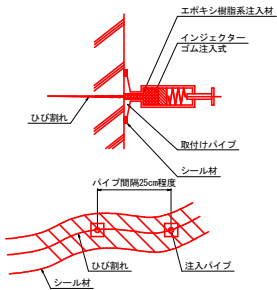 エポキシ樹脂系注入材
インジェクター
ゴム注入式
ひび割れ
取付けパイプ
シール材
パイプ間隔25cm程度
ひび割れ
注入パイプ
シール材